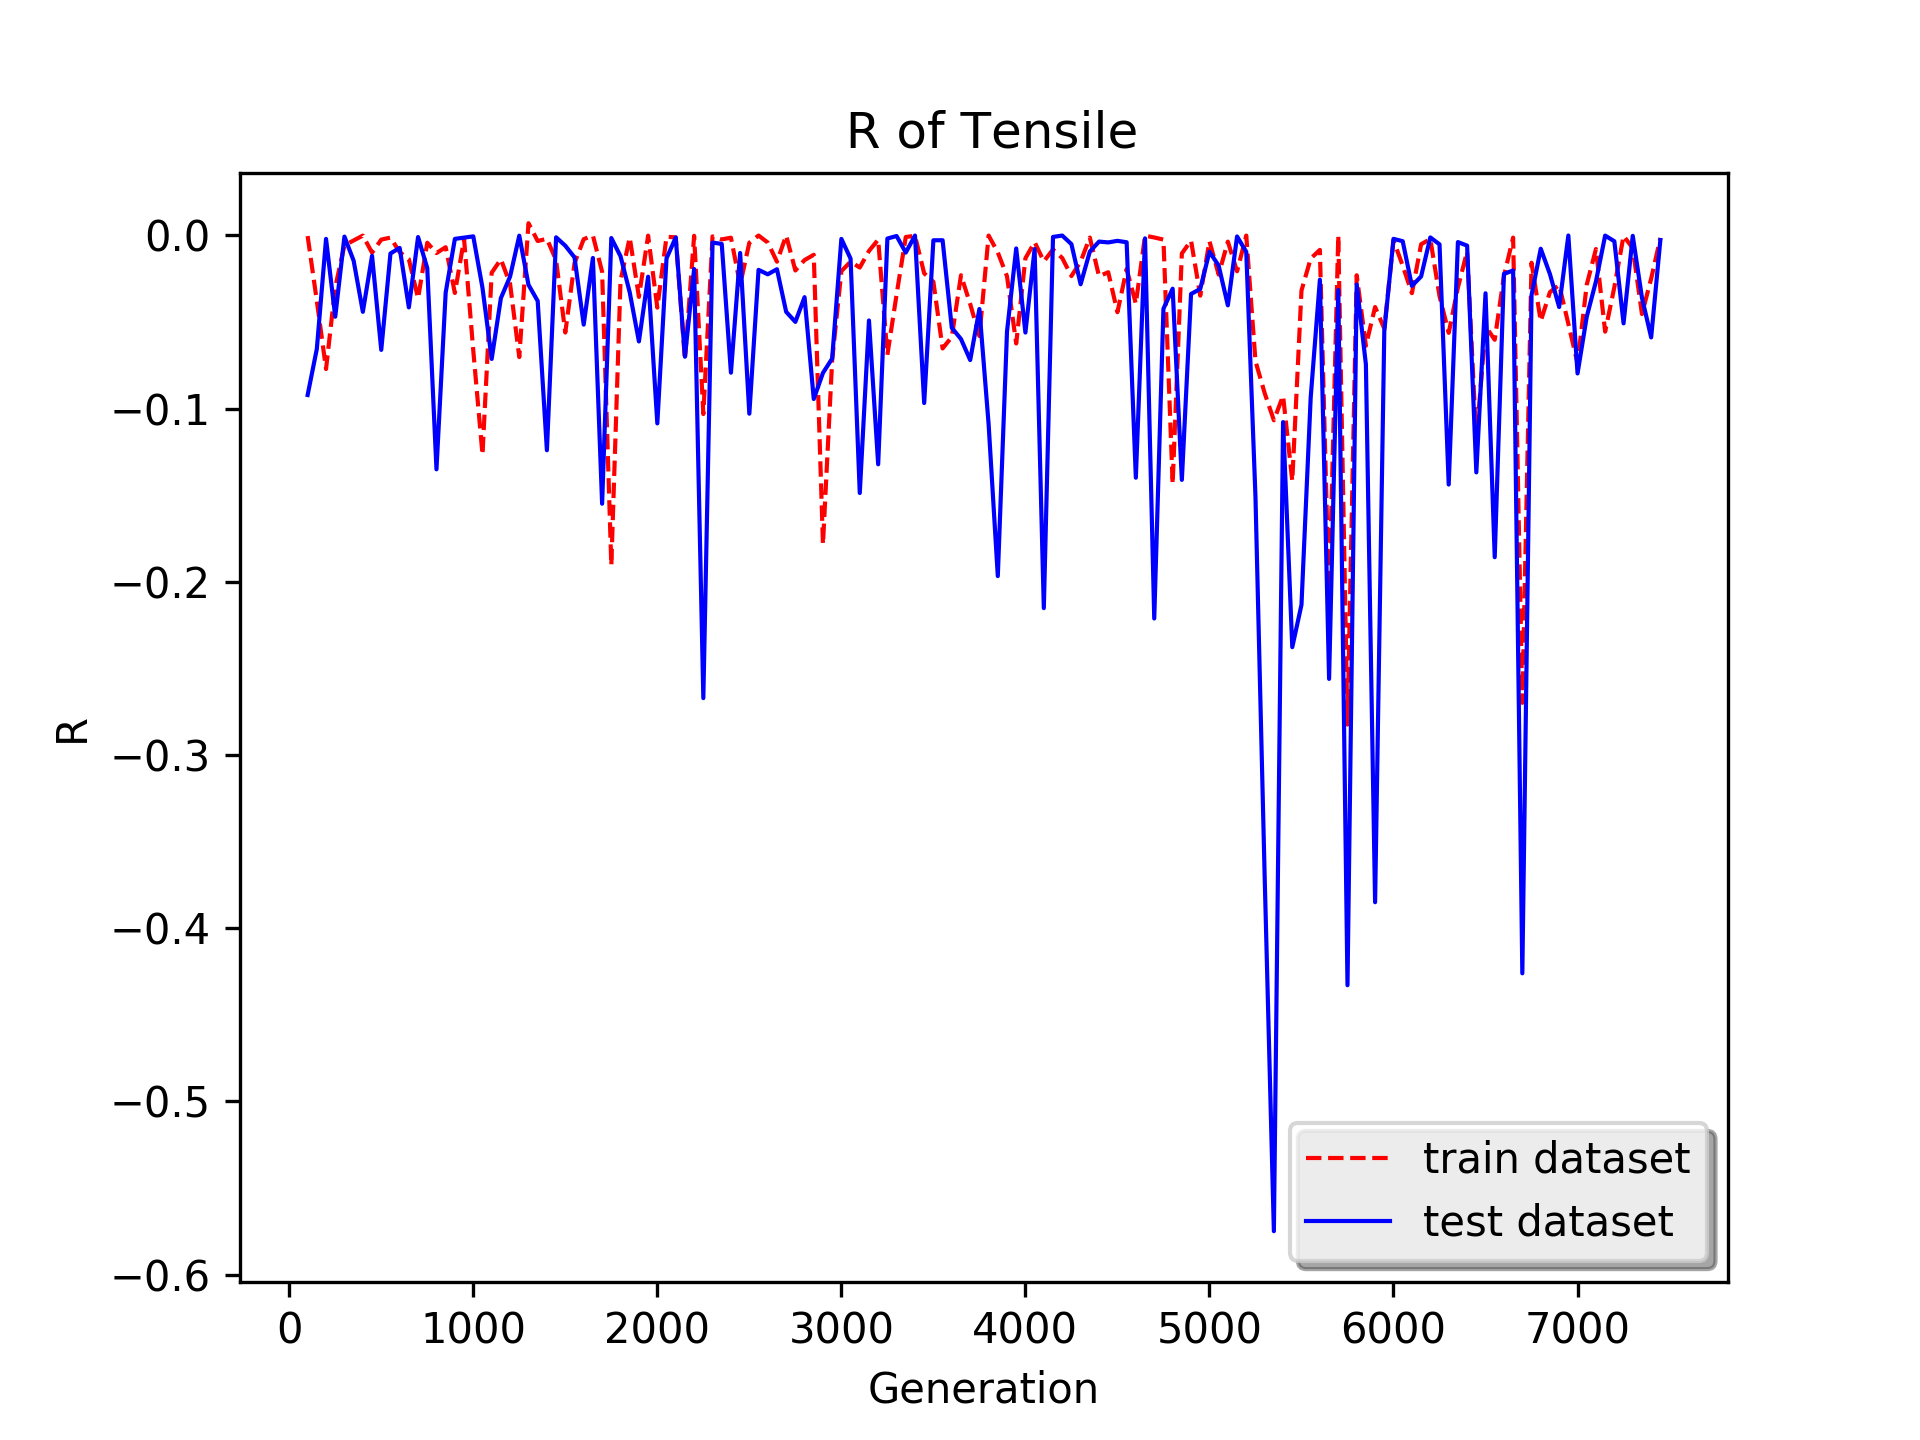 R of Tensile
0.0
−0.1
−0.2
−0.3
−0.4
−0.5
−0.6
R
train dataset
test dataset
0 1000 2000 3000 4000 5000 6000 7000
Generation